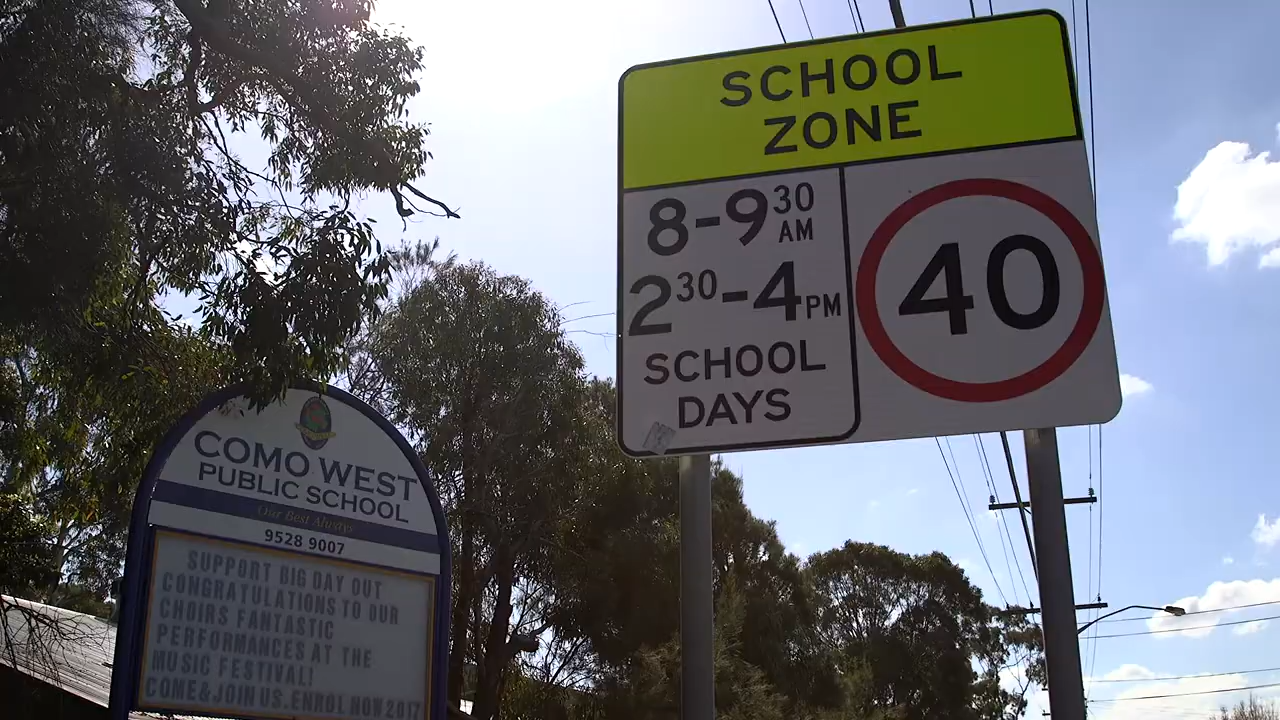 SCHOOL
ZONE
8-9 30 AM
2 30-4 PM
SCHOOL
DAYS
40
COMO WEST
PUBLIC SCHOOL
Our Best Always
9528 9007
SUPPORT BIG DAY OUT
CONGRATULATIONS TO OUR
CHOIRS FANTASTIC
PERFORMANCES AT THE
MUSIC FESTIVAL!
COME&JOIN US.ENROL NOW